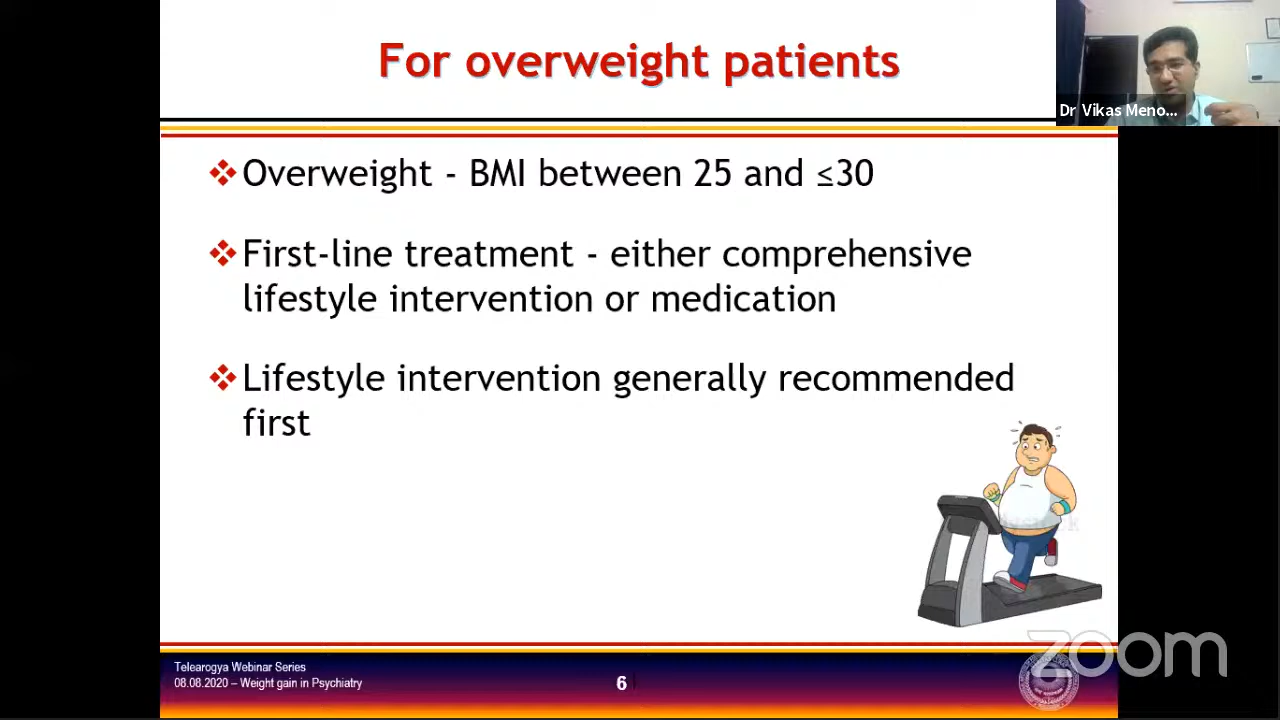 For overweight patients
Dr Vikas Meno...
❖Overweight - BMI between 25 and ≤30
❖First-line treatment - either comprehensive
lifestyle intervention or medication
❖Lifestyle intervention generally recommended
first
Telearogya Webinar Series
08.08.2020 – Weight gain in Psychiatry
6
zoom